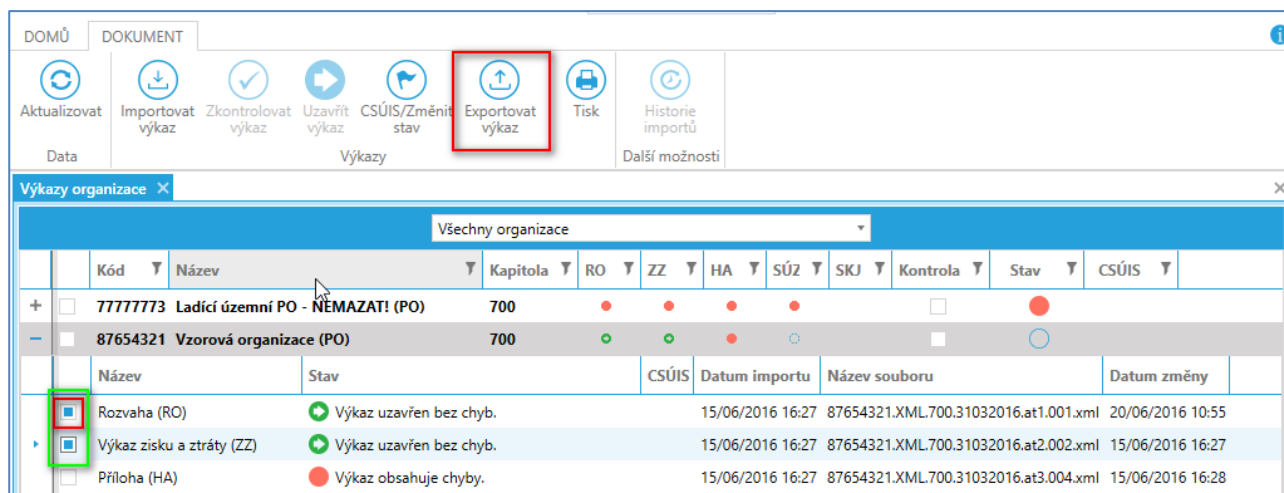 DOMŮ DOKUMENT
Aktualizovat Importovat výkaz Zkontrolovat výkaz Uzavřít výkaz CSÚIS/Změnit stav Exportovat výkaz Tisk Historie importů
Data Výkazy Další možnosti
Výkazy organizace
Všechny organizace
Kód Název Kapitola RO ZZ HA SÚ2 SKJ Kontrola Stav CSÚIS
77777773 Ladící územní PO - NEMAZAT! (PO) 700
87654321 Vzorová organizace (PO) 700
Název Stav CSÚIS Datum importu Název souboru Datum změny
Rozvaha (RO) Výkaz uzavřen bez chyb. 15/06/2016 16:27 87654321.XML.700.31032016.at1.001.xml 20/06/2016 10:55
Výkaz zisku a ztráty (ZZ) Výkaz uzavřen bez chyb. 15/06/2016 16:27 87654321.XML.700.31032016.at2.002.xml 15/06/2016 16:27
Příloha (HA) Výkaz obsahuje chyby. 15/06/2016 16:27 87654321.XML.700.31032016.at3.004.xml 15/06/2016 16:28